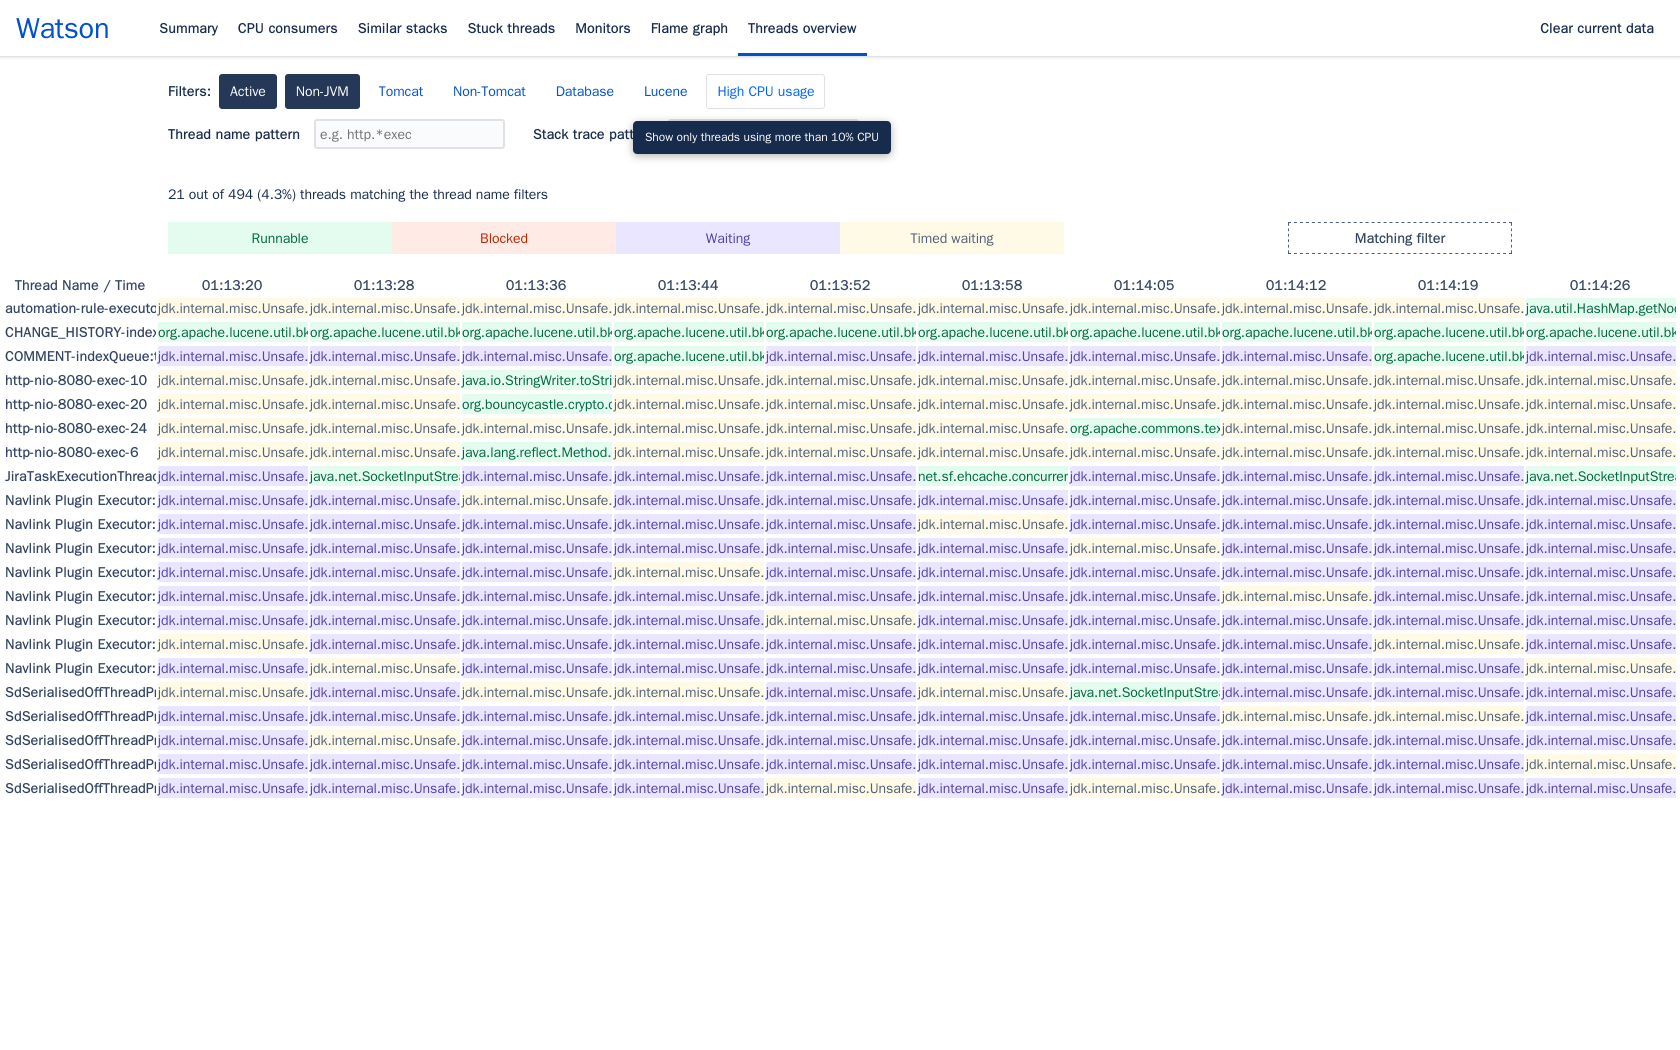 Watson Summary CPU consumers Similar stacks Stuck threads Monitors Flame graph Threads overview Clear current data
Filters: Active Non-JVM Tomcat Non-Tomcat Database Lucene High CPU usage
Thread name pattern e.g. http.*exec Stack trace patt
Show only threads using more than 10% CPU
21 out of 494 (4.3%) threads matching the thread name filters
Runnable Blocked Waiting Timed waiting Matching filter
Thread Name / Time 01:13:20 01:13:28 01:13:36 01:13:44 01:13:52 01:13:58 01:14:05 01:14:12 01:14:19 01:14:26
automation-rule-executo jdk.internal.misc.Unsafe. jdk.internal.misc.Unsafe. jdk.internal.misc.Unsafe. jdk.internal.misc.Unsafe. jdk.internal.misc.Unsafe. jdk.internal.misc.Unsafe. jdk.internal.misc.Unsafe. jdk.internal.misc.Unsafe. jdk.internal.misc.Unsafe. java.util.HashMap.getNo
CHANGE_HISTORY-index org.apache.lucene.util.bk org.apache.lucene.util.bk org.apache.lucene.util.bk org.apache.lucene.util.bk org.apache.lucene.util.bk org.apache.lucene.util.bk org.apache.lucene.util.bk org.apache.lucene.util.bk org.apache.lucene.util.bk org.apache.lucene.util.bk
COMMENT-indexQueue: jdk.internal.misc.Unsafe. jdk.internal.misc.Unsafe. jdk.internal.misc.Unsafe. org.apache.lucene.util.bk jdk.internal.misc.Unsafe. jdk.internal.misc.Unsafe. jdk.internal.misc.Unsafe. jdk.internal.misc.Unsafe. org.apache.lucene.util.bk jdk.internal.misc.Unsafe.
http-nio-8080-exec-10 jdk.internal.misc.Unsafe. jdk.internal.misc.Unsafe. java.io.StringWriter.toStri jdk.internal.misc.Unsafe. jdk.internal.misc.Unsafe. jdk.internal.misc.Unsafe. jdk.internal.misc.Unsafe. jdk.internal.misc.Unsafe. jdk.internal.misc.Unsafe. jdk.internal.misc.Unsafe.
http-nio-8080-exec-20 jdk.internal.misc.Unsafe. jdk.internal.misc.Unsafe. org.bouncycastle.crypto. jdk.internal.misc.Unsafe. jdk.internal.misc.Unsafe. jdk.internal.misc.Unsafe. jdk.internal.misc.Unsafe. jdk.internal.misc.Unsafe. jdk.internal.misc.Unsafe. jdk.internal.misc.Unsafe.
http-nio-8080-exec-24 jdk.internal.misc.Unsafe. jdk.internal.misc.Unsafe. jdk.internal.misc.Unsafe. jdk.internal.misc.Unsafe. jdk.internal.misc.Unsafe. jdk.internal.misc.Unsafe. org.apache.commons.tex jdk.internal.misc.Unsafe. jdk.internal.misc.Unsafe. jdk.internal.misc.Unsafe.
http-nio-8080-exec-6 jdk.internal.misc.Unsafe. jdk.internal.misc.Unsafe. java.lang.reflect.Method. jdk.internal.misc.Unsafe. jdk.internal.misc.Unsafe. jdk.internal.misc.Unsafe. jdk.internal.misc.Unsafe. jdk.internal.misc.Unsafe. jdk.internal.misc.Unsafe. jdk.internal.misc.Unsafe.
JiraTaskExecutionThread jdk.internal.misc.Unsafe. java.net.SocketInputStrea jdk.internal.misc.Unsafe. jdk.internal.misc.Unsafe. jdk.internal.misc.Unsafe. net.sf.ehcache.concurrer jdk.internal.misc.Unsafe. jdk.internal.misc.Unsafe. jdk.internal.misc.Unsafe. java.net.SocketInputStrea
Navlink Plugin Executor: jdk.internal.misc.Unsafe. jdk.internal.misc.Unsafe. jdk.internal.misc.Unsafe. jdk.internal.misc.Unsafe. jdk.internal.misc.Unsafe. jdk.internal.misc.Unsafe. jdk.internal.misc.Unsafe. jdk.internal.misc.Unsafe. jdk.internal.misc.Unsafe. jdk.internal.misc.Unsafe.
Navlink Plugin Executor: jdk.internal.misc.Unsafe. jdk.internal.misc.Unsafe. jdk.internal.misc.Unsafe. jdk.internal.misc.Unsafe. jdk.internal.misc.Unsafe. jdk.internal.misc.Unsafe. jdk.internal.misc.Unsafe. jdk.internal.misc.Unsafe. jdk.internal.misc.Unsafe. jdk.internal.misc.Unsafe.
Navlink Plugin Executor: jdk.internal.misc.Unsafe. jdk.internal.misc.Unsafe. jdk.internal.misc.Unsafe. jdk.internal.misc.Unsafe. jdk.internal.misc.Unsafe. jdk.internal.misc.Unsafe. jdk.internal.misc.Unsafe. jdk.internal.misc.Unsafe. jdk.internal.misc.Unsafe. jdk.internal.misc.Unsafe.
Navlink Plugin Executor: jdk.internal.misc.Unsafe. jdk.internal.misc.Unsafe. jdk.internal.misc.Unsafe. jdk.internal.misc.Unsafe. jdk.internal.misc.Unsafe. jdk.internal.misc.Unsafe. jdk.internal.misc.Unsafe. jdk.internal.misc.Unsafe. jdk.internal.misc.Unsafe. jdk.internal.misc.Unsafe.
Navlink Plugin Executor: jdk.internal.misc.Unsafe. jdk.internal.misc.Unsafe. jdk.internal.misc.Unsafe. jdk.internal.misc.Unsafe. jdk.internal.misc.Unsafe. jdk.internal.misc.Unsafe. jdk.internal.misc.Unsafe. jdk.internal.misc.Unsafe. jdk.internal.misc.Unsafe. jdk.internal.misc.Unsafe.
Navlink Plugin Executor: jdk.internal.misc.Unsafe. jdk.internal.misc.Unsafe. jdk.internal.misc.Unsafe. jdk.internal.misc.Unsafe. jdk.internal.misc.Unsafe. jdk.internal.misc.Unsafe. jdk.internal.misc.Unsafe. jdk.internal.misc.Unsafe. jdk.internal.misc.Unsafe. jdk.internal.misc.Unsafe.
Navlink Plugin Executor: jdk.internal.misc.Unsafe. jdk.internal.misc.Unsafe. jdk.internal.misc.Unsafe. jdk.internal.misc.Unsafe. jdk.internal.misc.Unsafe. jdk.internal.misc.Unsafe. jdk.internal.misc.Unsafe. jdk.internal.misc.Unsafe. jdk.internal.misc.Unsafe. jdk.internal.misc.Unsafe.
Navlink Plugin Executor: jdk.internal.misc.Unsafe. jdk.internal.misc.Unsafe. jdk.internal.misc.Unsafe. jdk.internal.misc.Unsafe. jdk.internal.misc.Unsafe. jdk.internal.misc.Unsafe. jdk.internal.misc.Unsafe. jdk.internal.misc.Unsafe. jdk.internal.misc.Unsafe. jdk.internal.misc.Unsafe.
SdSerialisedOffThreadPr jdk.internal.misc.Unsafe. jdk.internal.misc.Unsafe. jdk.internal.misc.Unsafe. jdk.internal.misc.Unsafe. jdk.internal.misc.Unsafe. jdk.internal.misc.Unsafe. java.net.SocketInputStrea jdk.internal.misc.Unsafe. jdk.internal.misc.Unsafe. jdk.internal.misc.Unsafe.
SdSerialisedOffThreadPr jdk.internal.misc.Unsafe. jdk.internal.misc.Unsafe. jdk.internal.misc.Unsafe. jdk.internal.misc.Unsafe. jdk.internal.misc.Unsafe. jdk.internal.misc.Unsafe. jdk.internal.misc.Unsafe. jdk.internal.misc.Unsafe. jdk.internal.misc.Unsafe. jdk.internal.misc.Unsafe.
SdSerialisedOffThreadPr jdk.internal.misc.Unsafe. jdk.internal.misc.Unsafe. jdk.internal.misc.Unsafe. jdk.internal.misc.Unsafe. jdk.internal.misc.Unsafe. jdk.internal.misc.Unsafe. jdk.internal.misc.Unsafe. jdk.internal.misc.Unsafe. jdk.internal.misc.Unsafe. jdk.internal.misc.Unsafe.
SdSerialisedOffThreadPr jdk.internal.misc.Unsafe. jdk.internal.misc.Unsafe. jdk.internal.misc.Unsafe. jdk.internal.misc.Unsafe. jdk.internal.misc.Unsafe. jdk.internal.misc.Unsafe. jdk.internal.misc.Unsafe. jdk.internal.misc.Unsafe. jdk.internal.misc.Unsafe. jdk.internal.misc.Unsafe.
SdSerialisedOffThreadPr jdk.internal.misc.Unsafe. jdk.internal.misc.Unsafe. jdk.internal.misc.Unsafe. jdk.internal.misc.Unsafe. jdk.internal.misc.Unsafe. jdk.internal.misc.Unsafe. jdk.internal.misc.Unsafe. jdk.internal.misc.Unsafe. jdk.internal.misc.Unsafe. jdk.internal.misc.Unsafe.